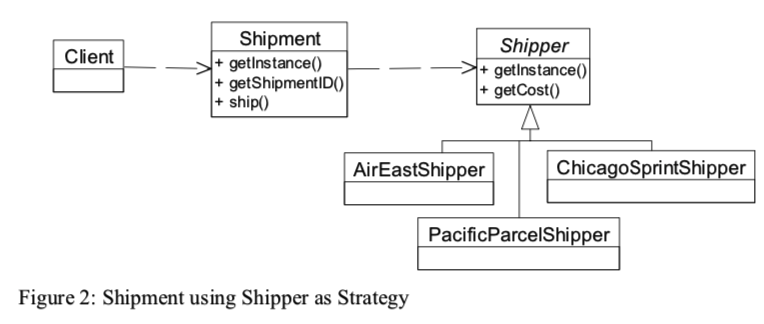 Client
Shipment
+ getInstance()
+ getShipmentID()
+ ship()
Shipper
+ getInstance()
+ getCost()
AirEastShipper
ChicagoSprintShipper
PacificParcelShipper
Figure 2: Shipment using Shipper as Strategy